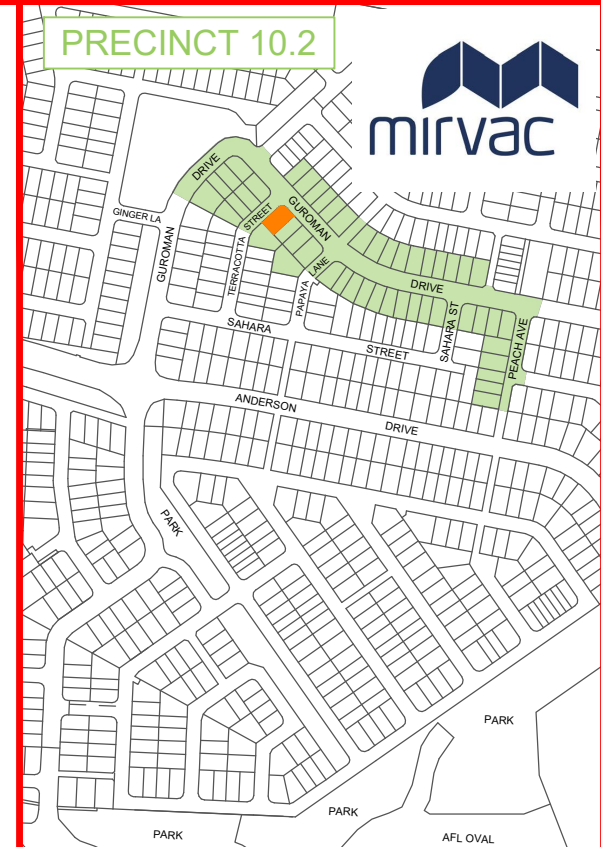 PRECINCT 10.2
mirvac
DRIVE
GINGER LA
GUROMAN
STREET
GUROMAN
TERRACOTTA
LANE
PAPAYA
DRIVE
SAHARA
STREET
SAHARA ST
PEACH AVE
ANDERSON
DRIVE
PARK
PARK
PARK
PARK
AFL OVAL